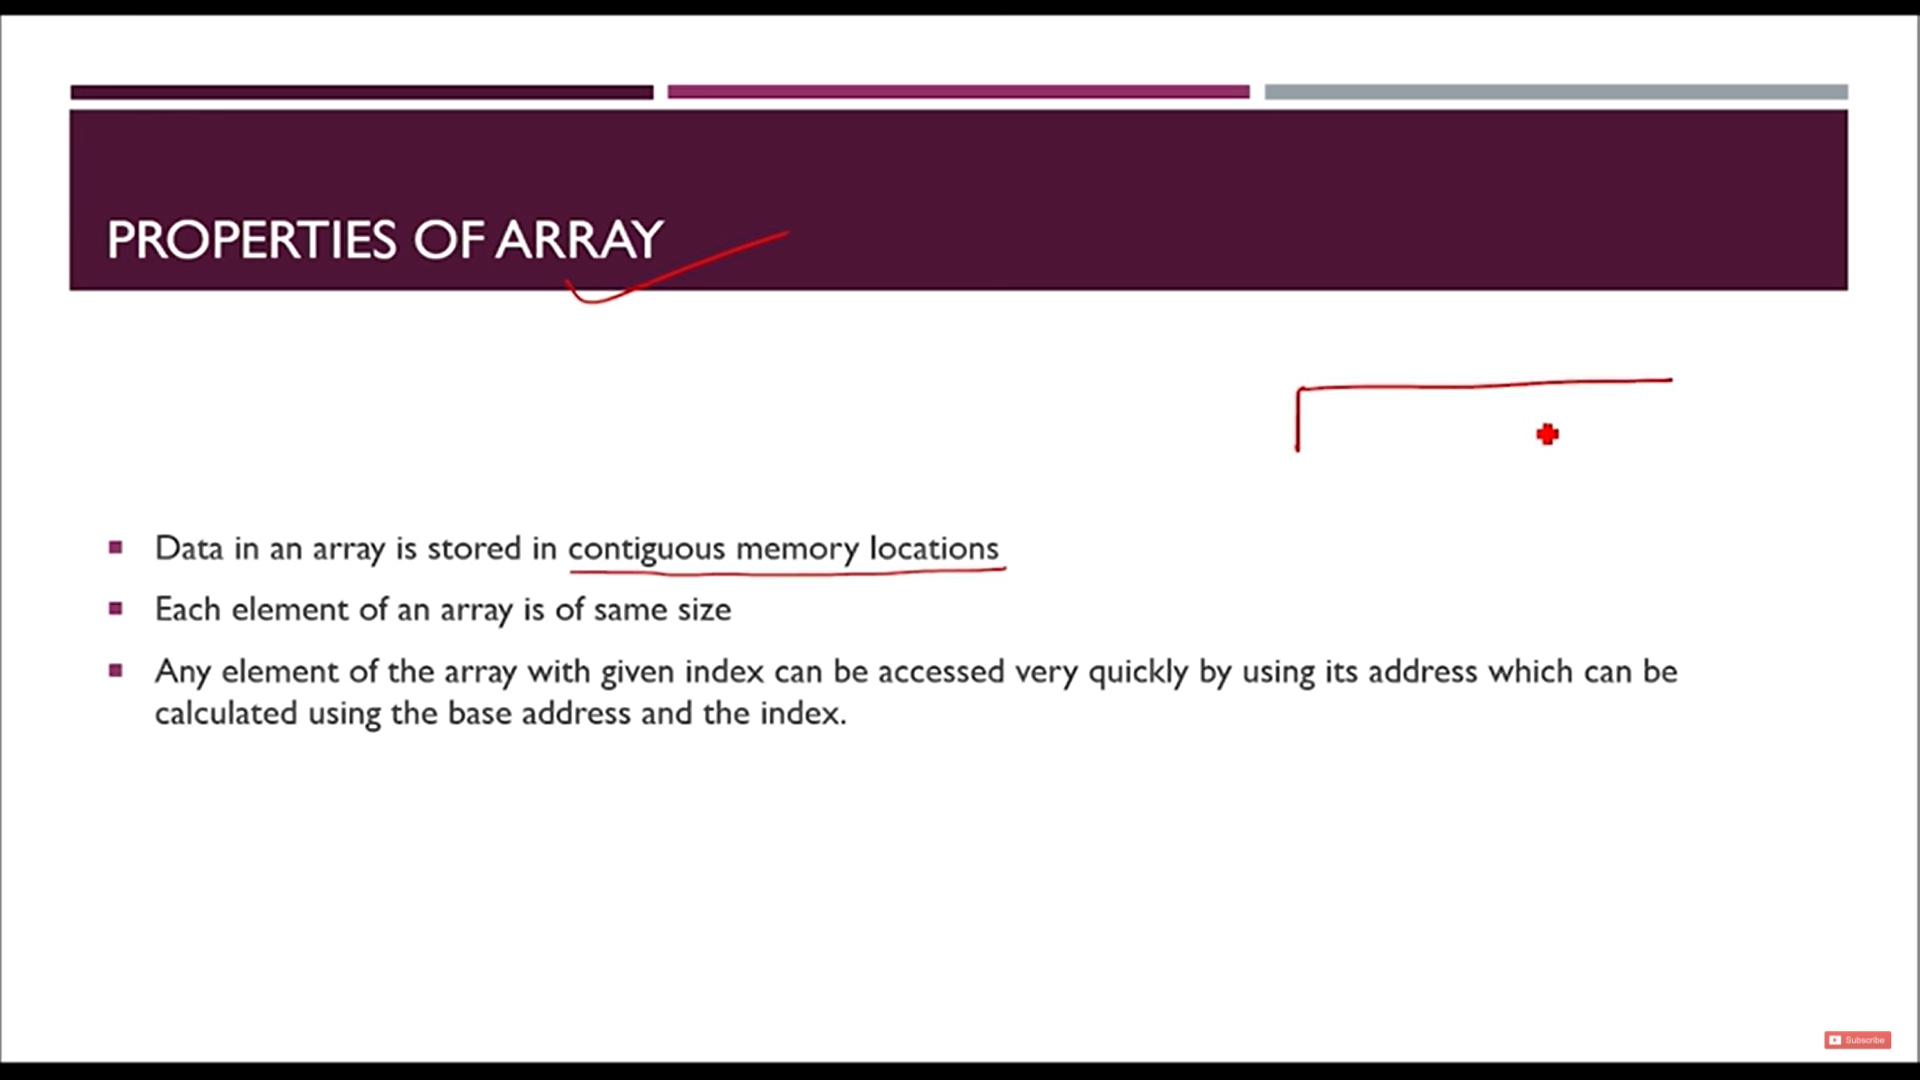 PROPERTIES OF ARRAY
Data in an array is stored in contiguous memory locations
Each element of an array is of same size
Any element of the array with given index can be accessed very quickly by using its address which can be
calculated using the base address and the index.
Subscribe